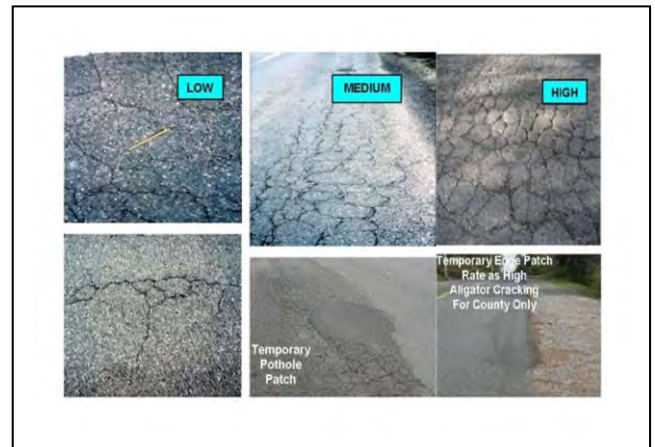 LOW
MEDIUM
HIGH
Temporary
Pothole
Patch
Temporary Edge Patch
Rate as High
Aligator Cracking
For County Only